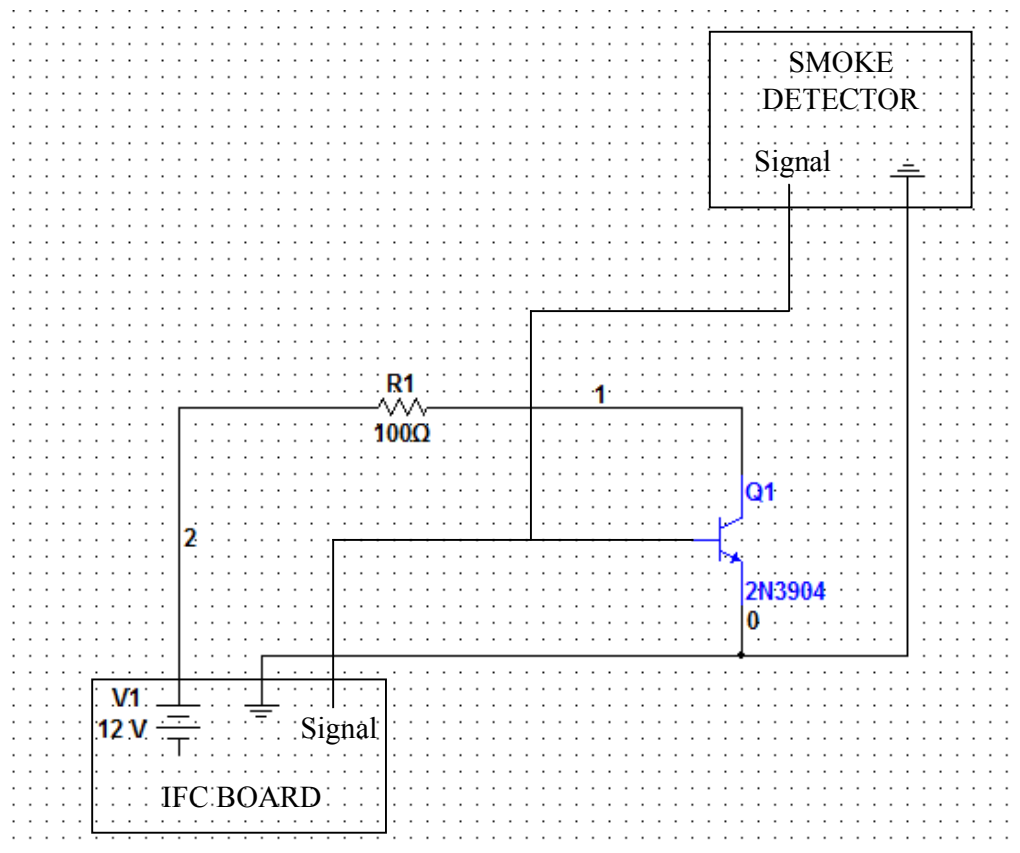 SMOKE
DETECTOR
Signal
R1
100Ω
1
2
Q1
2N3904
0
V1
12 V
Signal
IFC BOARD